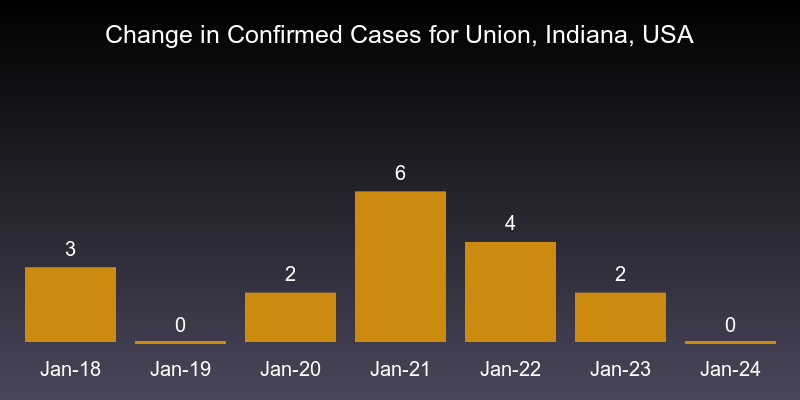 Change in Confirmed Cases for Union, Indiana, USA
3
0
2
6
4
2
0
Jan-18
Jan-19
Jan-20
Jan-21
Jan-22
Jan-23
Jan-24